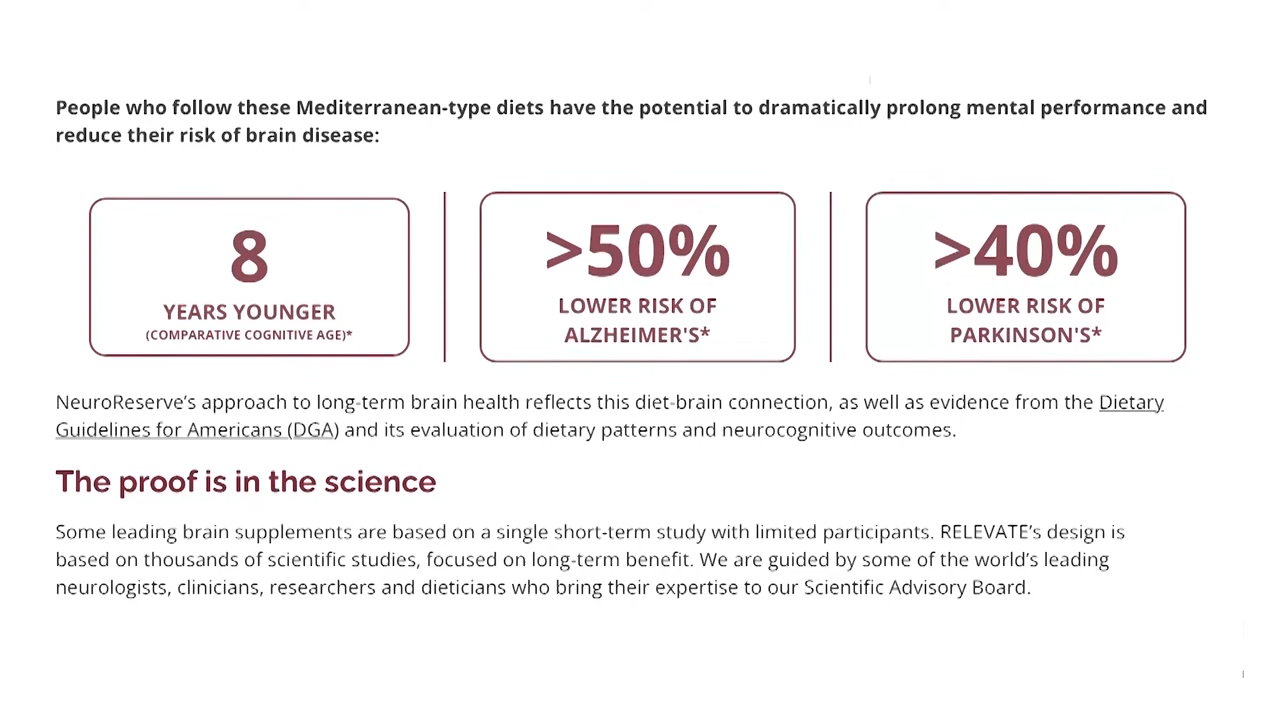 People who follow these Mediterranean-type diets have the potential to dramatically prolong mental performance and
reduce their risk of brain disease:
8
YEARS YOUNGER
(COMPARATIVE COGNITIVE AGE)*
>50%
LOWER RISK OF
ALZHEIMER'S*
>40%
LOWER RISK OF
PARKINSON'S*
NeuroReserve’s approach to long-term brain health reflects this diet-brain connection, as well as evidence from the Dietary
Guidelines for Americans (DGA) and its evaluation of dietary patterns and neurocognitive outcomes.
The proof is in the science
Some leading brain supplements are based on a single short-term study with limited participants. RELEVATE’s design is
based on thousands of scientific studies, focused on long-term benefit. We are guided by some of the world’s leading
neurologists, clinicians, researchers and dieticians who bring their expertise to our Scientific Advisory Board.